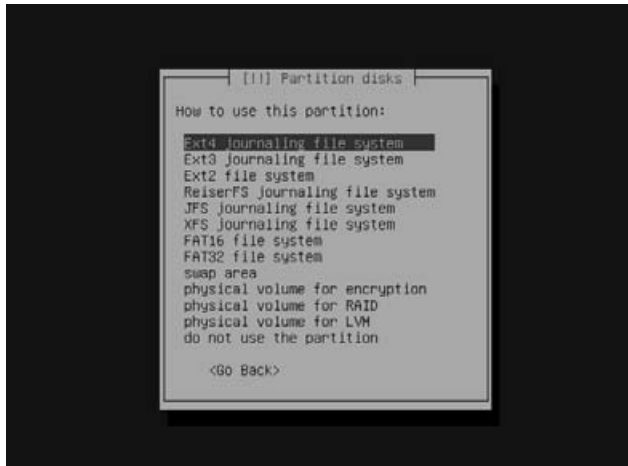 [!!] Partition disks
How to use this partition:
Ext4 journaling file system
Ext3 journaling file system
Ext2 file system
ReiserFS journaling file system
JFS journaling file system
XFS journaling file system
FAT16 file system
FAT32 file system
swap area
physical volume for encryption
physical volume for RAID
physical volume for LVM
do not use the partition
<Go Back>